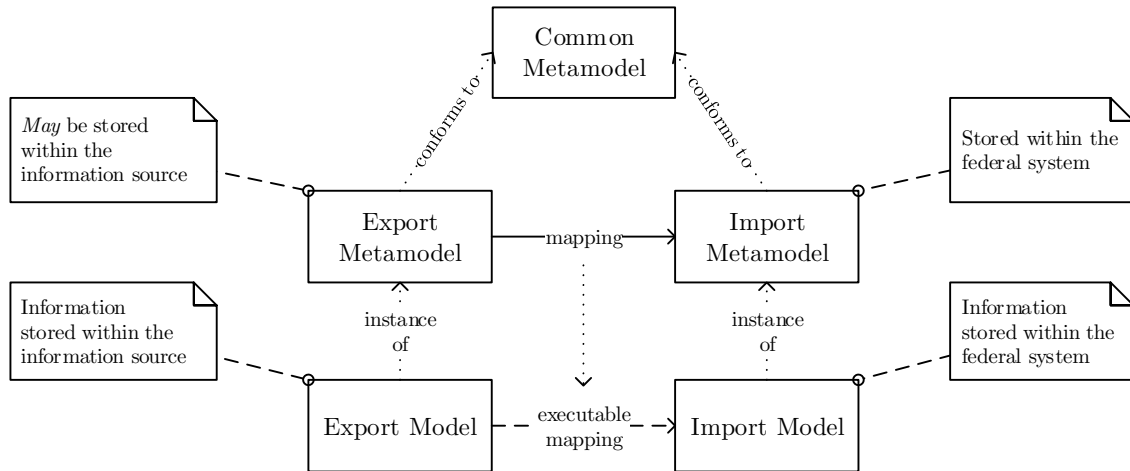 Common
Metamodel
conforms to
conforms to
May be stored
within the
information source
Stored within the
federal system
Export
Metamodel
mapping
Import
Metamodel
Information
stored within the
information source
instance
of
instance
of
Information
stored within the
federal system
Export Model
executable
mapping
Import Model